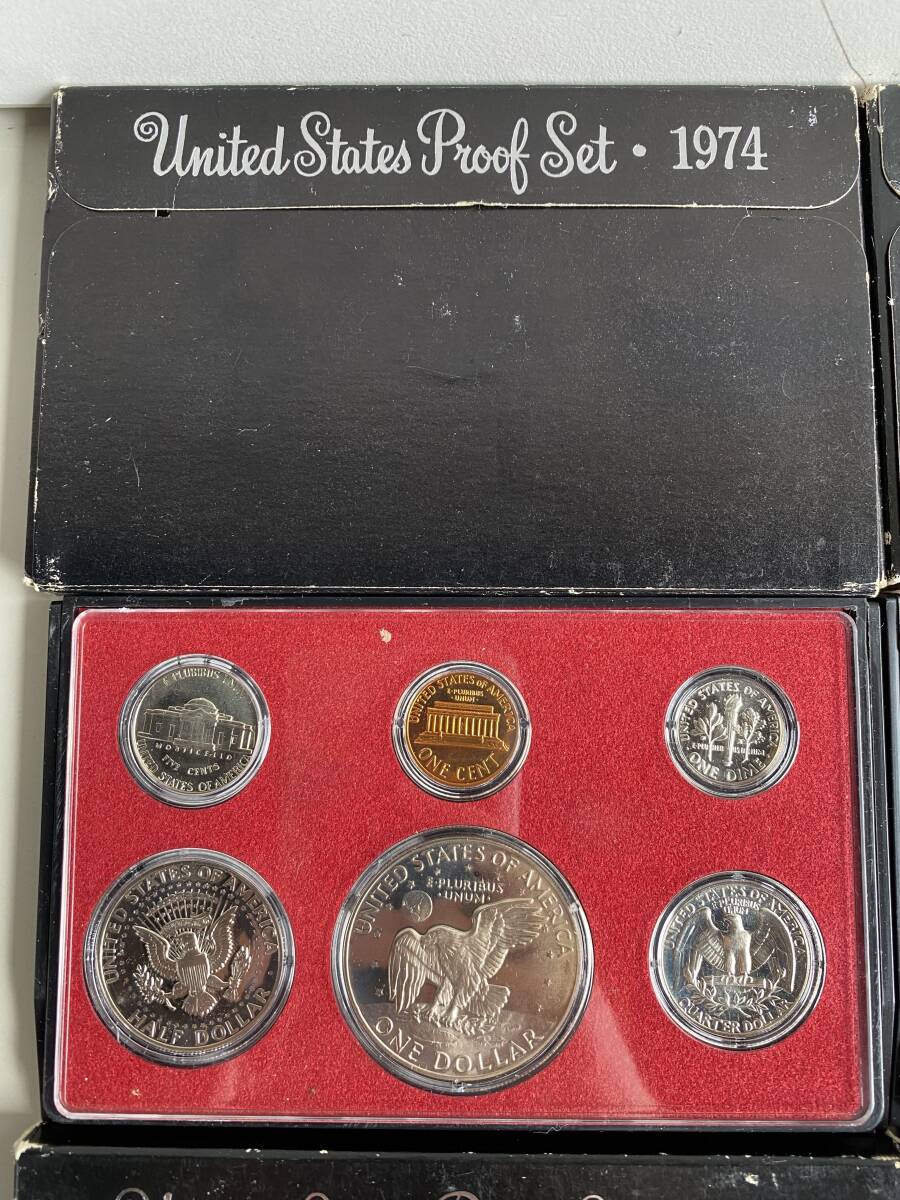 United States Proof Set • 1974
E·PLURIBUS UNUM
MONTICELLO
FIVE CENTS
UNITED STATES OF AMERICA
UNITED STATES OF AMERICA
·E·PLURIBUS·
·UNUM·
ONE CENT
UNITED STATES OF AMERICA
·E·PLURIBUS UNUM·
ONE DIME
UNITED STATES OF AMERICA
HALF DOLLAR
UNITED STATES OF AMERICA
E·PLURIBUS
·UNUM·
ONE DOLLAR
UNITED STATES OF AMERICA
E·PLURIBUS
UNUM
QUARTER DOLLAR